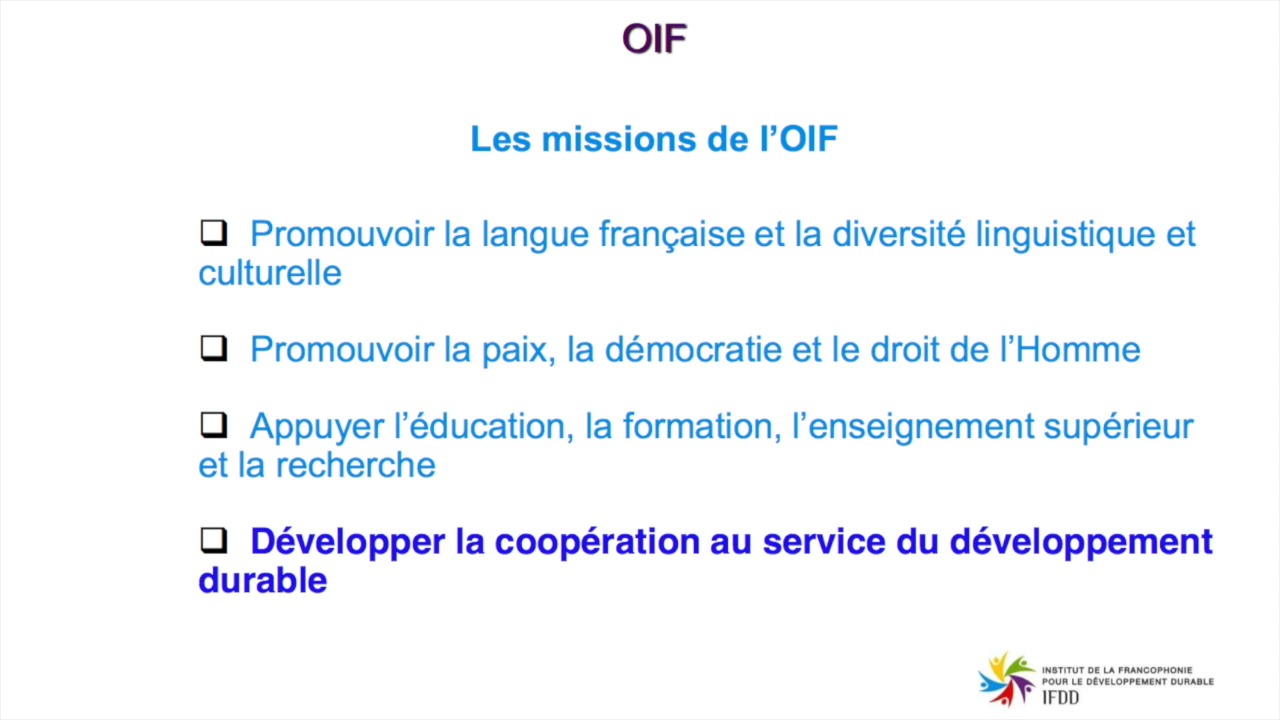 OIF
Les missions de l’OIF
❑ Promouvoir la langue française et la diversité linguistique et
culturelle
❑ Promouvoir la paix, la démocratie et le droit de l’Homme
❑ Appuyer l’éducation, la formation, l’enseignement supérieur
et la recherche
❑ Développer la coopération au service du développement
durable
INSTITUT DE LA FRANCOPHONIE
POUR LE DÉVELOPPEMENT DURABLE
IFDD